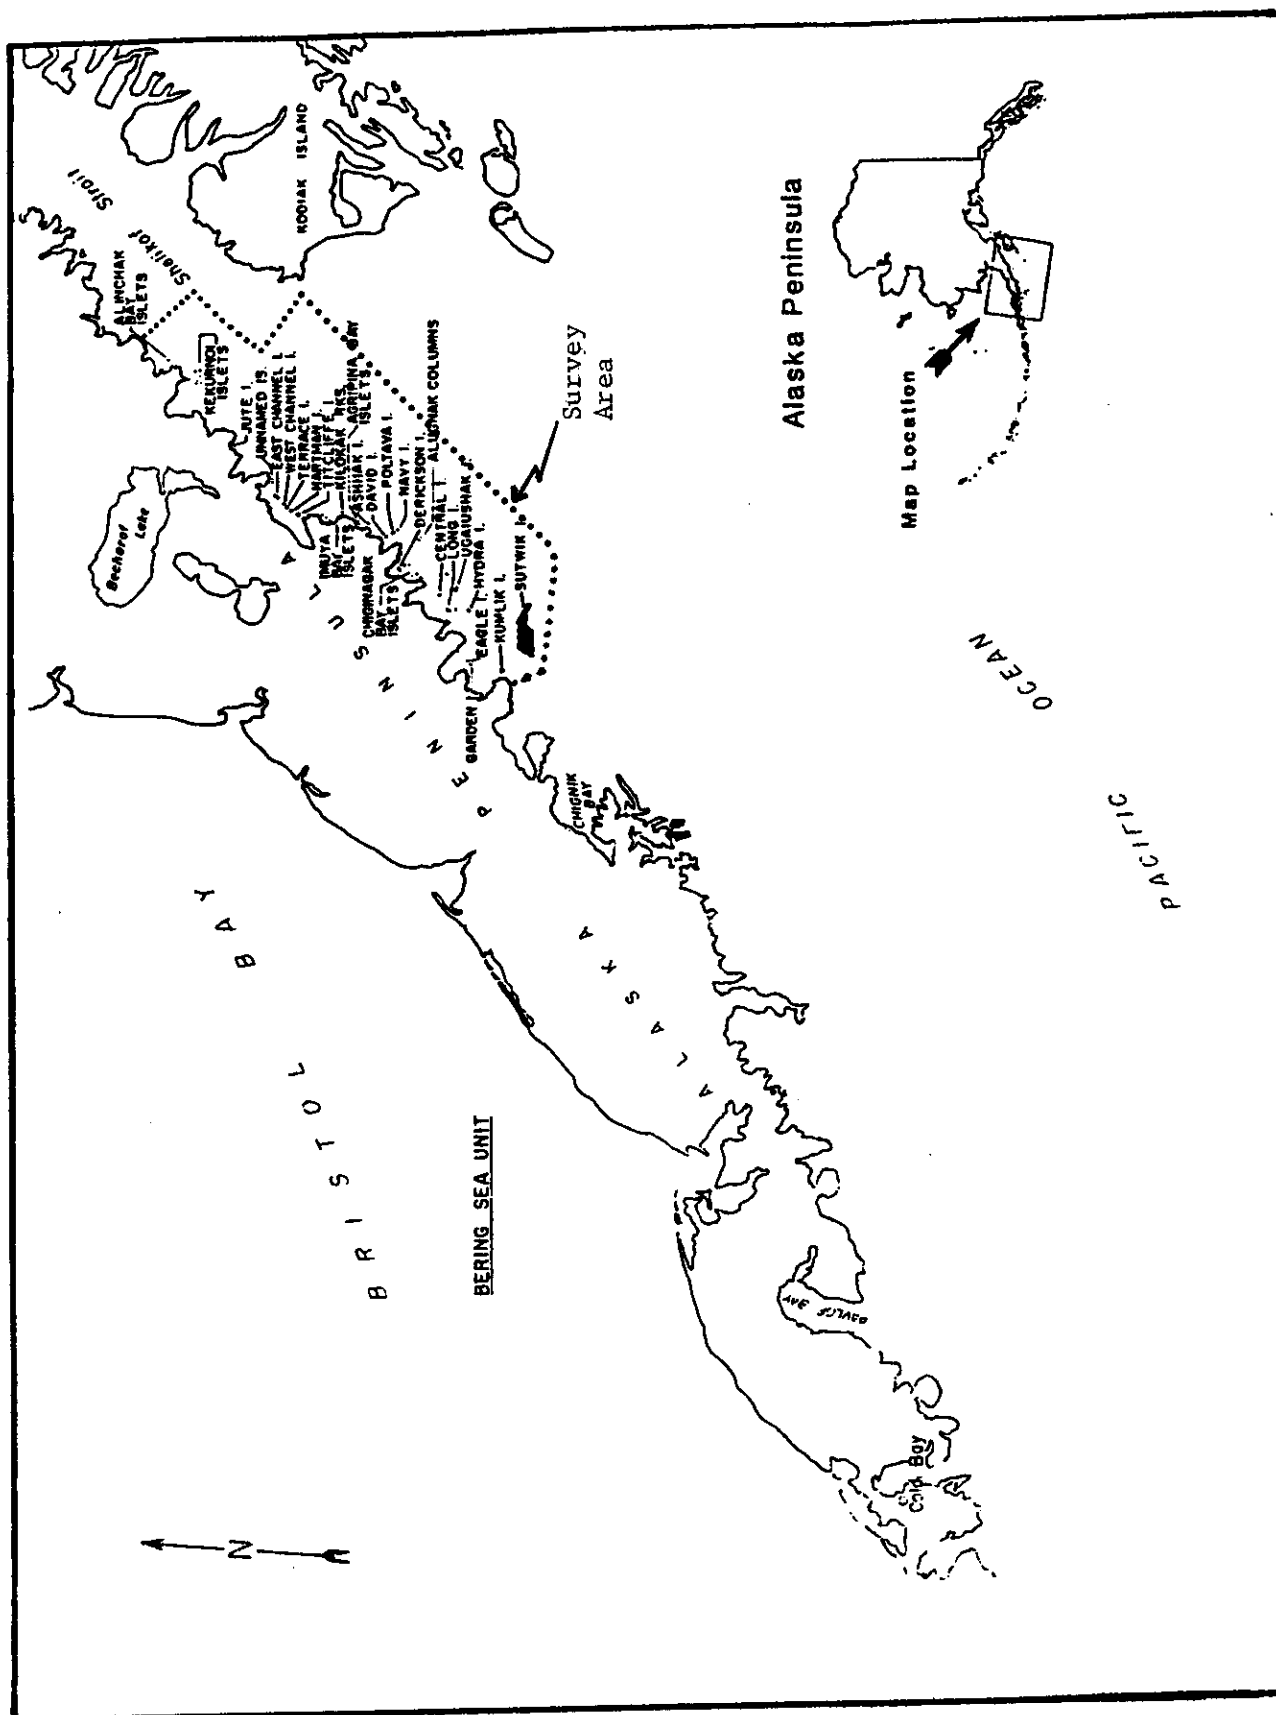 Shelikof Strait
KODIAK ISLAND
ALINCHAK
BAY
ISLETS
KEKURNOI
ISLETS
JUTE I.
UNNAMED IS.
EAST CHANNEL I.
WEST CHANNEL I.
TERRACE I.
HARTMAN I.
TITCLIFFE I.
KILOKAK RKS.
AGRIPINA BAY
ISLETS
ASHIIAK I.
DAVID I.
POLTAVA I.
NAVY I.
DERICKSON I.
ALUGHAK COLUMNS
CENTRAL I.
LONG I.
UGAIUSHAK I.
HYDRA I.
EAGLE I.
KUMLIK I.
SUTWIK I.
GARDEN I.
IMUYA
BAY
ISLETS
CHIGINAGAK
BAY
ISLETS
Becharof
Lake
CHIGNIK
BAY
Survey
Area
ALASKA PENINSULA
BRISTOL BAY
BERING SEA UNIT
PAVLOF BAY
Cold Bay
PACIFIC OCEAN
N
Alaska Peninsula
Map Location